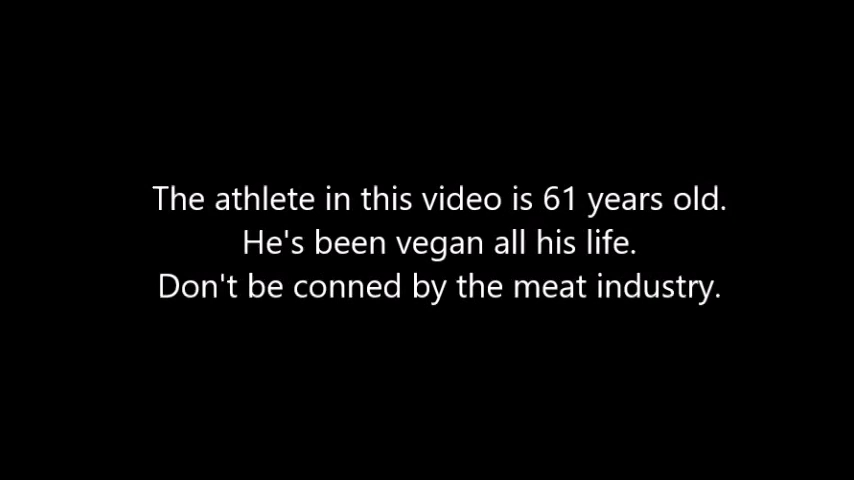 The athlete in this video is 61 years old.
He's been vegan all his life.
Don't be conned by the meat industry.